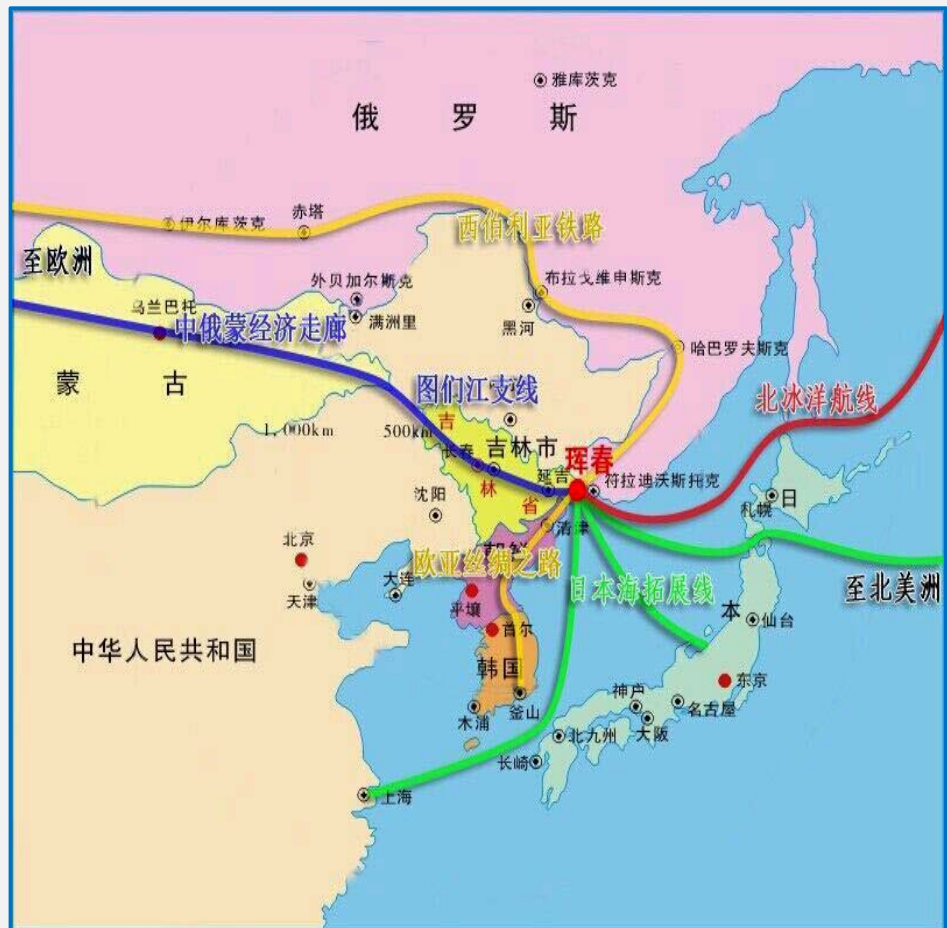 雅库茨克
俄罗斯
赤塔
伊尔库茨克
西伯利亚铁路
至欧洲
外贝加尔斯克
布拉戈维申斯克
乌兰巴托
中俄蒙经济走廊
满洲里
黑河
哈巴罗夫斯克
蒙古
图们江支线
北冰洋航线
1,000km
500km
吉林省
吉林市
长春
珲春
延吉
符拉迪沃斯托克
沈阳
清津
札幌
日本
北京
朝鲜
欧亚丝绸之路
大连
天津
平壤
日本海拓展线
至北美洲
首尔
仙台
中华人民共和国
韩国
东京
神户
名古屋
木浦
釜山
大阪
北九州
长崎
上海